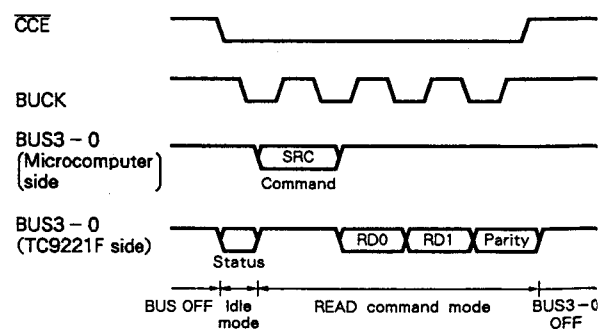 CCE
BUCK
BUS3 – 0
(Microcomputer
side)
SRC
Command
BUS3 – 0
(TC9221F side)
RD0 RD1 Parity
Status
BUS OFF Idle mode READ command mode BUS3–0 OFF